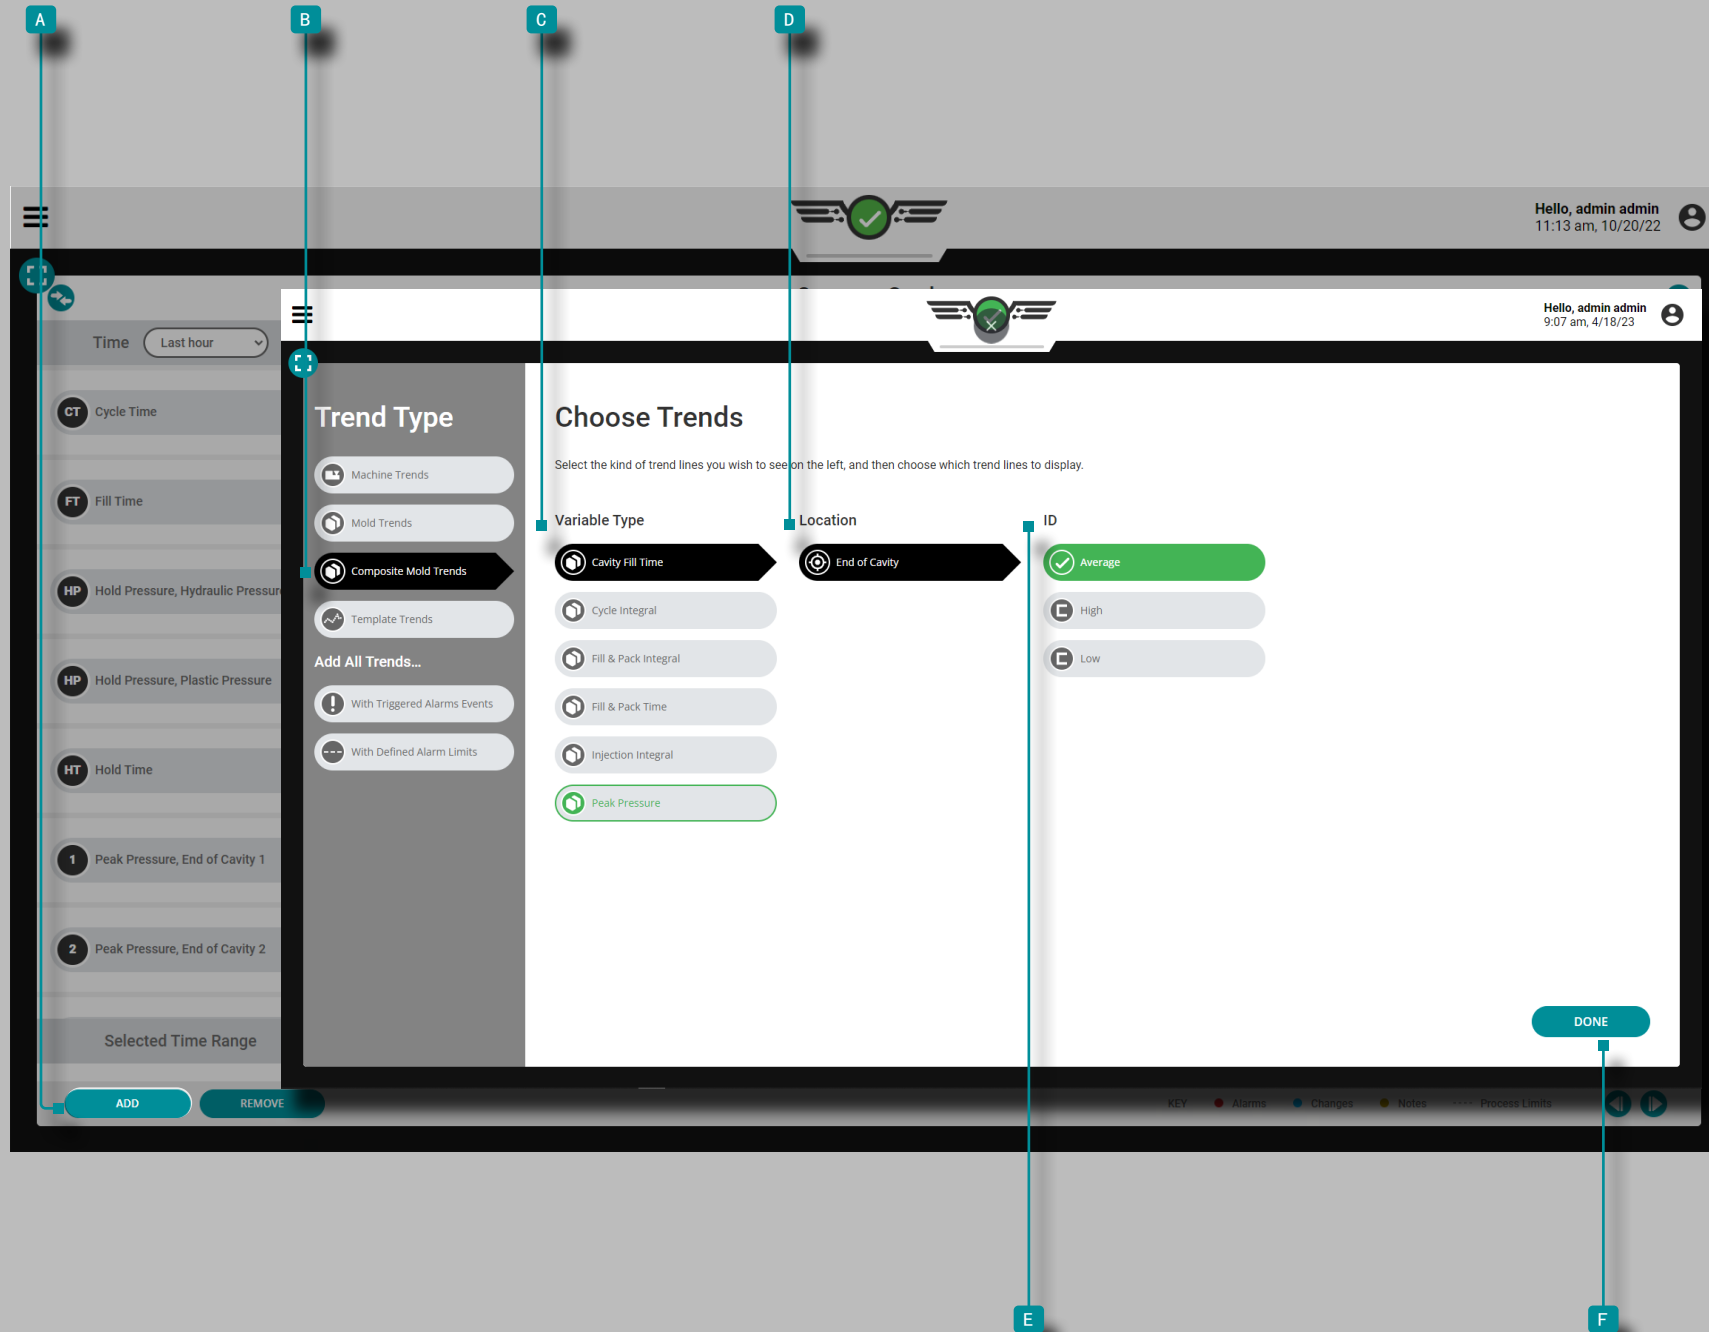 A
B
C
D
Hello, admin admin
11:13 am, 10/20/22
Time
Last hour
CT
Cycle Time
FT
Fill Time
HP
Hold Pressure, Hydraulic Pressur
HP
Hold Pressure, Plastic Pressure
HT
Hold Time
1
Peak Pressure, End of Cavity 1
2
Peak Pressure, End of Cavity 2
Selected Time Range
ADD
REMOVE
Hello, admin admin
9:07 am, 4/18/23
Trend Type
Machine Trends
Mold Trends
Composite Mold Trends
Template Trends
Add All Trends...
With Triggered Alarms Events
With Defined Alarm Limits
Choose Trends
Select the kind of trend lines you wish to see on the left, and then choose which trend lines to display.
Variable Type
Cavity Fill Time
Cycle Integral
Fill & Pack Integral
Fill & Pack Time
Injection Integral
Peak Pressure
Location
End of Cavity
ID
Average
High
Low
DONE
KEY
Alarms
Changes
Notes
Process Limits
E
F